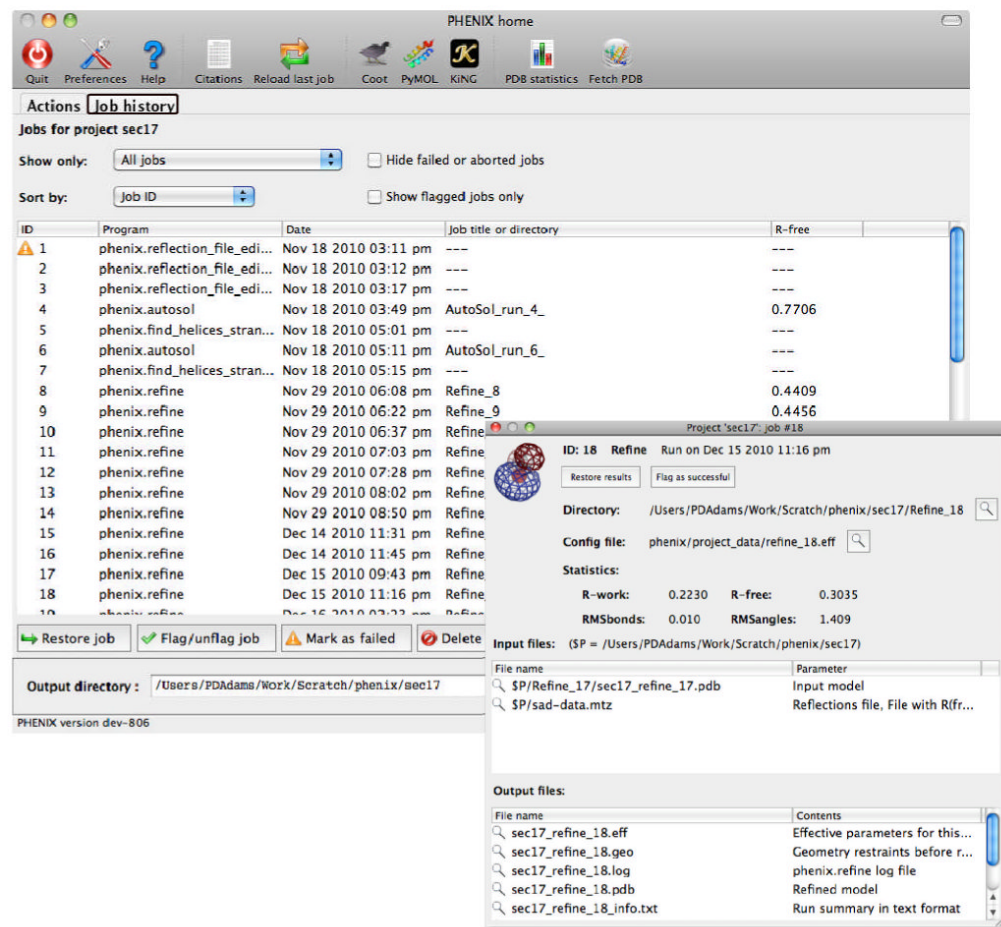 PHENIX home
Quit Preferences Help Citations Reload last job Coot PyMOL KiNG PDB statistics Fetch PDB
Actions Job history
Jobs for project sec17
Show only: All jobs Hide failed or aborted jobs
Sort by: Job ID Show flagged jobs only
ID Program Date Job title or directory R-free
1 phenix.reflection_file_edi... Nov 18 2010 03:11 pm --- ---
2 phenix.reflection_file_edi... Nov 18 2010 03:12 pm --- ---
3 phenix.reflection_file_edi... Nov 18 2010 03:17 pm --- ---
4 phenix.autosol Nov 18 2010 03:49 pm AutoSol_run_4_ 0.7706
5 phenix.find_helices_stran... Nov 18 2010 05:01 pm --- ---
6 phenix.autosol Nov 18 2010 05:11 pm AutoSol_run_6_ ---
7 phenix.find_helices_stran... Nov 18 2010 05:15 pm --- ---
8 phenix.refine Nov 29 2010 06:08 pm Refine_8 0.4409
9 phenix.refine Nov 29 2010 06:22 pm Refine_9 0.4456
10 phenix.refine Nov 29 2010 06:37 pm Refine
11 phenix.refine Nov 29 2010 07:03 pm Refine
12 phenix.refine Nov 29 2010 07:28 pm Refine
13 phenix.refine Nov 29 2010 08:02 pm Refine
14 phenix.refine Nov 29 2010 08:50 pm Refine
15 phenix.refine Dec 14 2010 11:31 pm Refine
16 phenix.refine Dec 14 2010 11:45 pm Refine
17 phenix.refine Dec 15 2010 09:43 pm Refine
18 phenix.refine Dec 15 2010 11:16 pm Refine
Restore job Flag/unflag job Mark as failed Delete
Output directory : /Users/PDAdams/Work/Scratch/phenix/sec17
PHENIX version dev-806
Project 'sec17': job #18
ID: 18 Refine Run on Dec 15 2010 11:16 pm
Restore results Flag as successful
Directory: /Users/PDAdams/Work/Scratch/phenix/sec17/Refine_18
Config file: phenix/project_data/refine_18.eff
Statistics:
R-work: 0.2230 R-free: 0.3035
RMSbonds: 0.010 RMSangles: 1.409
Input files: ($P = /Users/PDAdams/Work/Scratch/phenix/sec17)
File name Parameter
$P/Refine_17/sec17_refine_17.pdb Input model
$P/sad-data.mtz Reflections file, File with R(fr...
Output files:
File name Contents
sec17_refine_18.eff Effective parameters for this...
sec17_refine_18.geo Geometry restraints before r...
sec17_refine_18.log phenix.refine log file
sec17_refine_18.pdb Refined model
sec17_refine_18_info.txt Run summary in text format